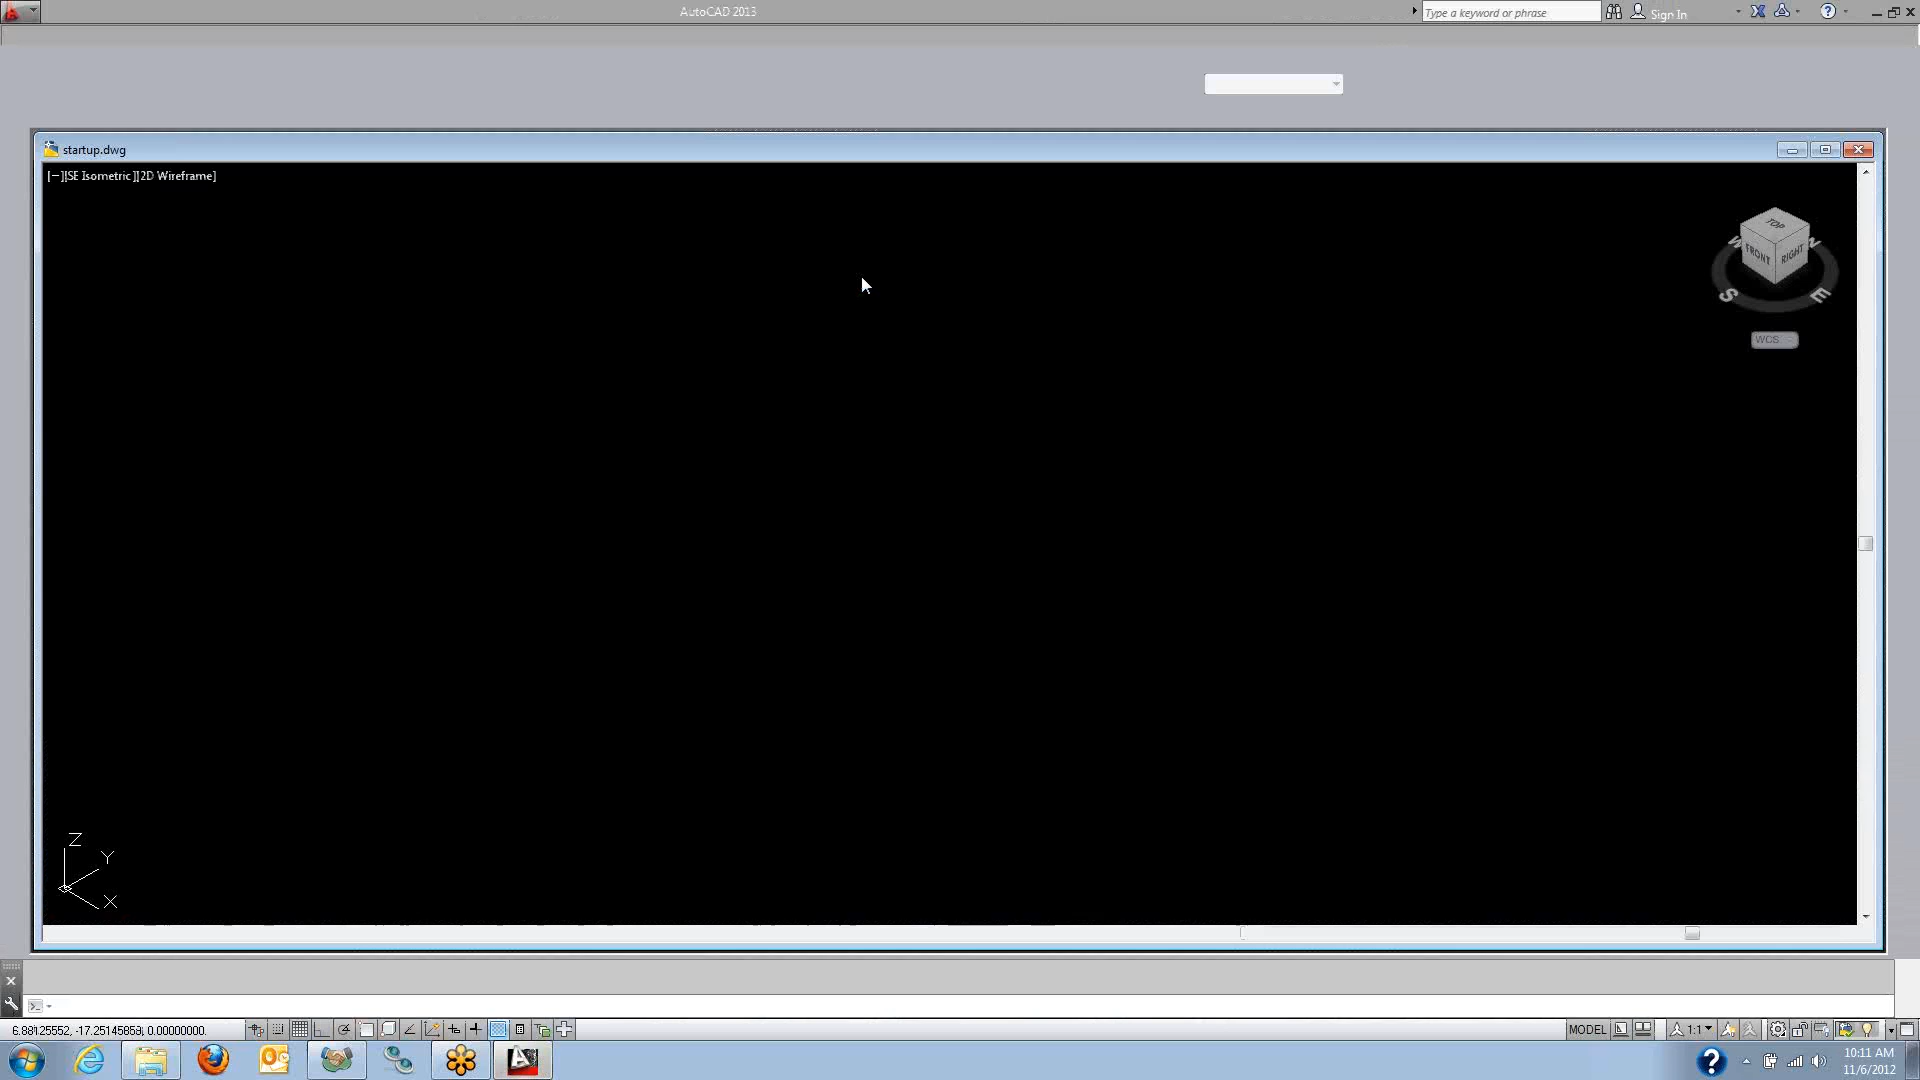 AutoCAD 2013
Type a keyword or phrase
Sign In
startup.dwg
[−][SE Isometric][2D Wireframe]
TOP
FRONT
RIGHT
W
N
S
E
WCS
Z
Y
X
6.88125552, -17.25145858, 0.00000000.
MODEL
1:1
10:11 AM
11/6/2012